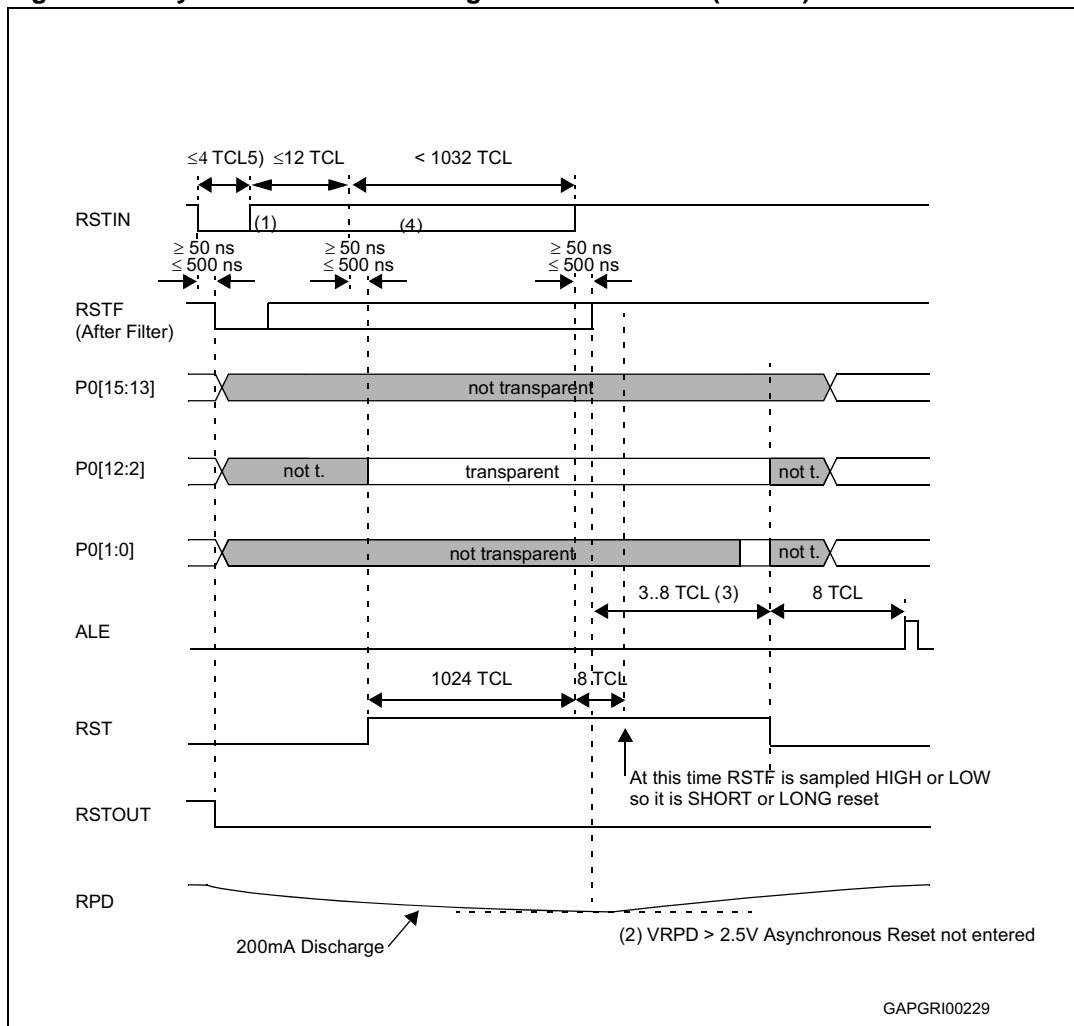 ≤4 TCL5) ≤12 TCL < 1032 TCL
RSTIN
(1) (4)
≥ 50 ns ≥ 50 ns ≥ 50 ns
≤ 500 ns ≤ 500 ns ≤ 500 ns
RSTF
(After Filter)
P0[15:13] not transparent
P0[12:2] not t. transparent not t.
P0[1:0] not transparent not t.
3..8 TCL (3) 8 TCL
ALE
1024 TCL 8 TCL
RST
At this time RSTF is sampled HIGH or LOW
so it is SHORT or LONG reset
RSTOUT
RPD
200mA Discharge
(2) VRPD > 2.5V Asynchronous Reset not entered
GAPGRI00229